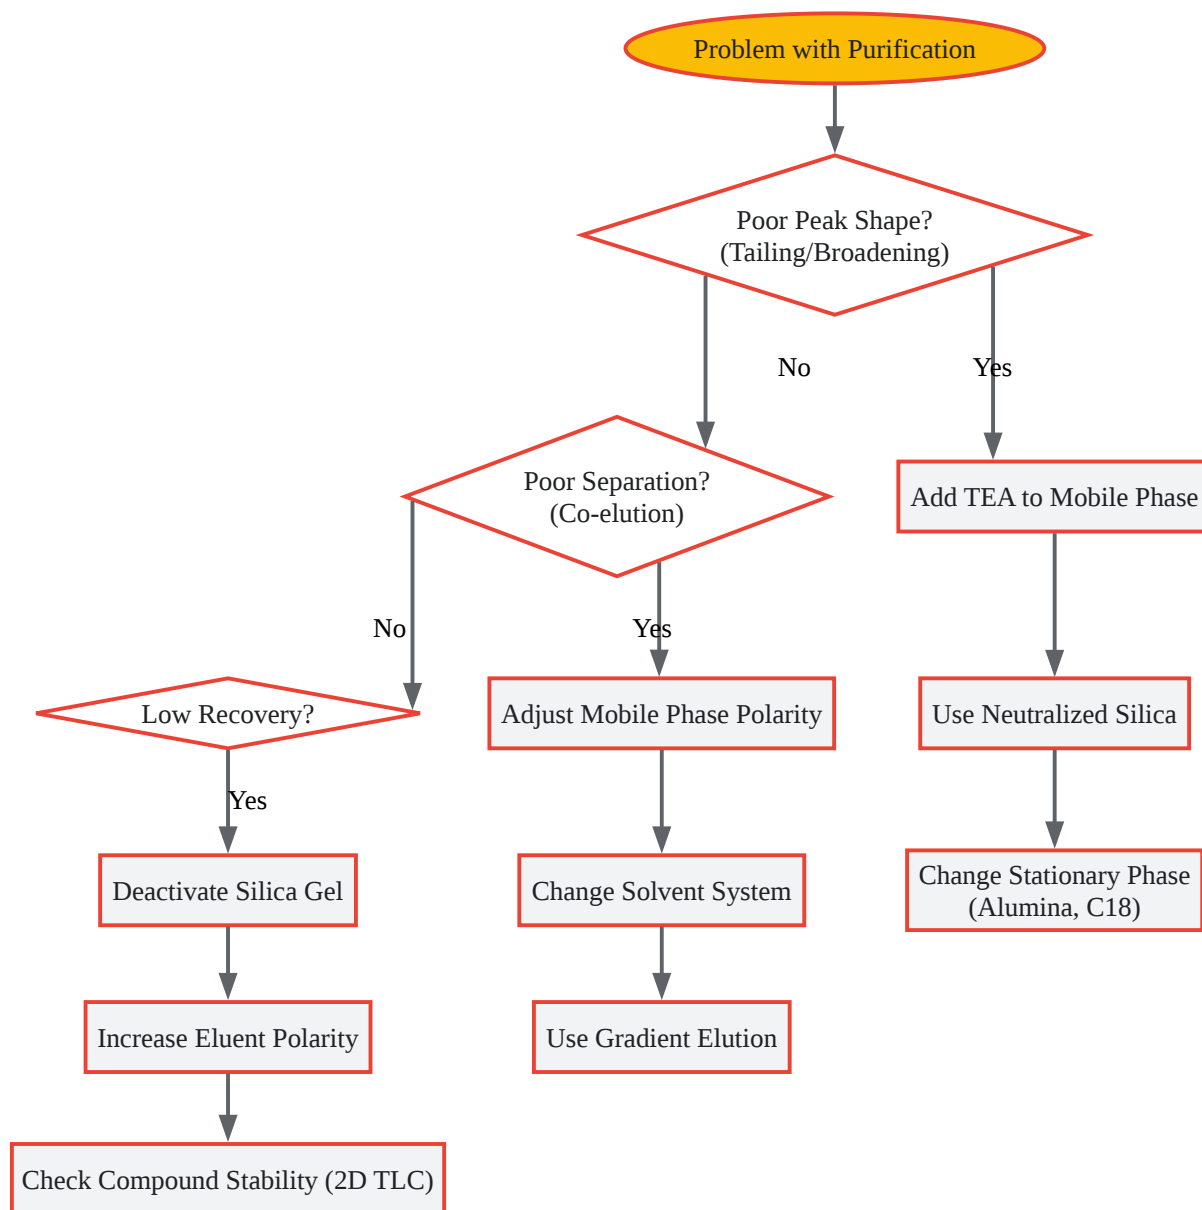 Problem with Purification
Poor Peak Shape?
(Tailing/Broadening)
No
Yes
Poor Separation?
(Co-elution)
Add TEA to Mobile Phase
No
Yes
Low Recovery?
Adjust Mobile Phase Polarity
Use Neutralized Silica
Yes
Deactivate Silica Gel
Change Solvent System
Change Stationary Phase
(Alumina, C18)
Increase Eluent Polarity
Use Gradient Elution
Check Compound Stability (2D TLC)